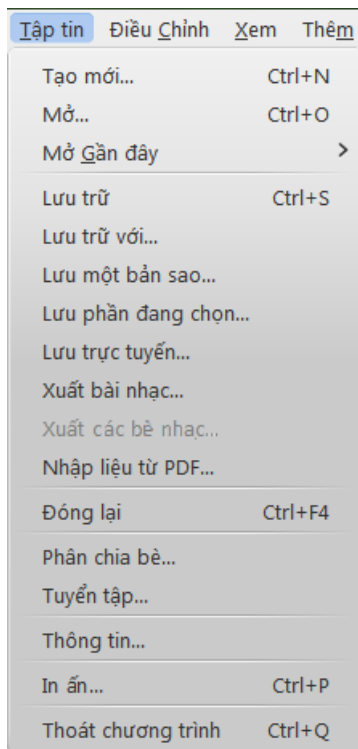 Tập tin Điều Chỉnh Xem Thêm
Tạo mới... Ctrl+N
Mở... Ctrl+O
Mở Gần đây >
Lưu trữ Ctrl+S
Lưu trữ với...
Lưu một bản sao...
Lưu phần đang chọn...
Lưu trực tuyến...
Xuất bài nhạc...
Xuất các bè nhạc...
Nhập liệu từ PDF...
Đóng lại Ctrl+F4
Phân chia bè...
Tuyển tập...
Thông tin...
In ấn... Ctrl+P
Thoát chương trình Ctrl+Q